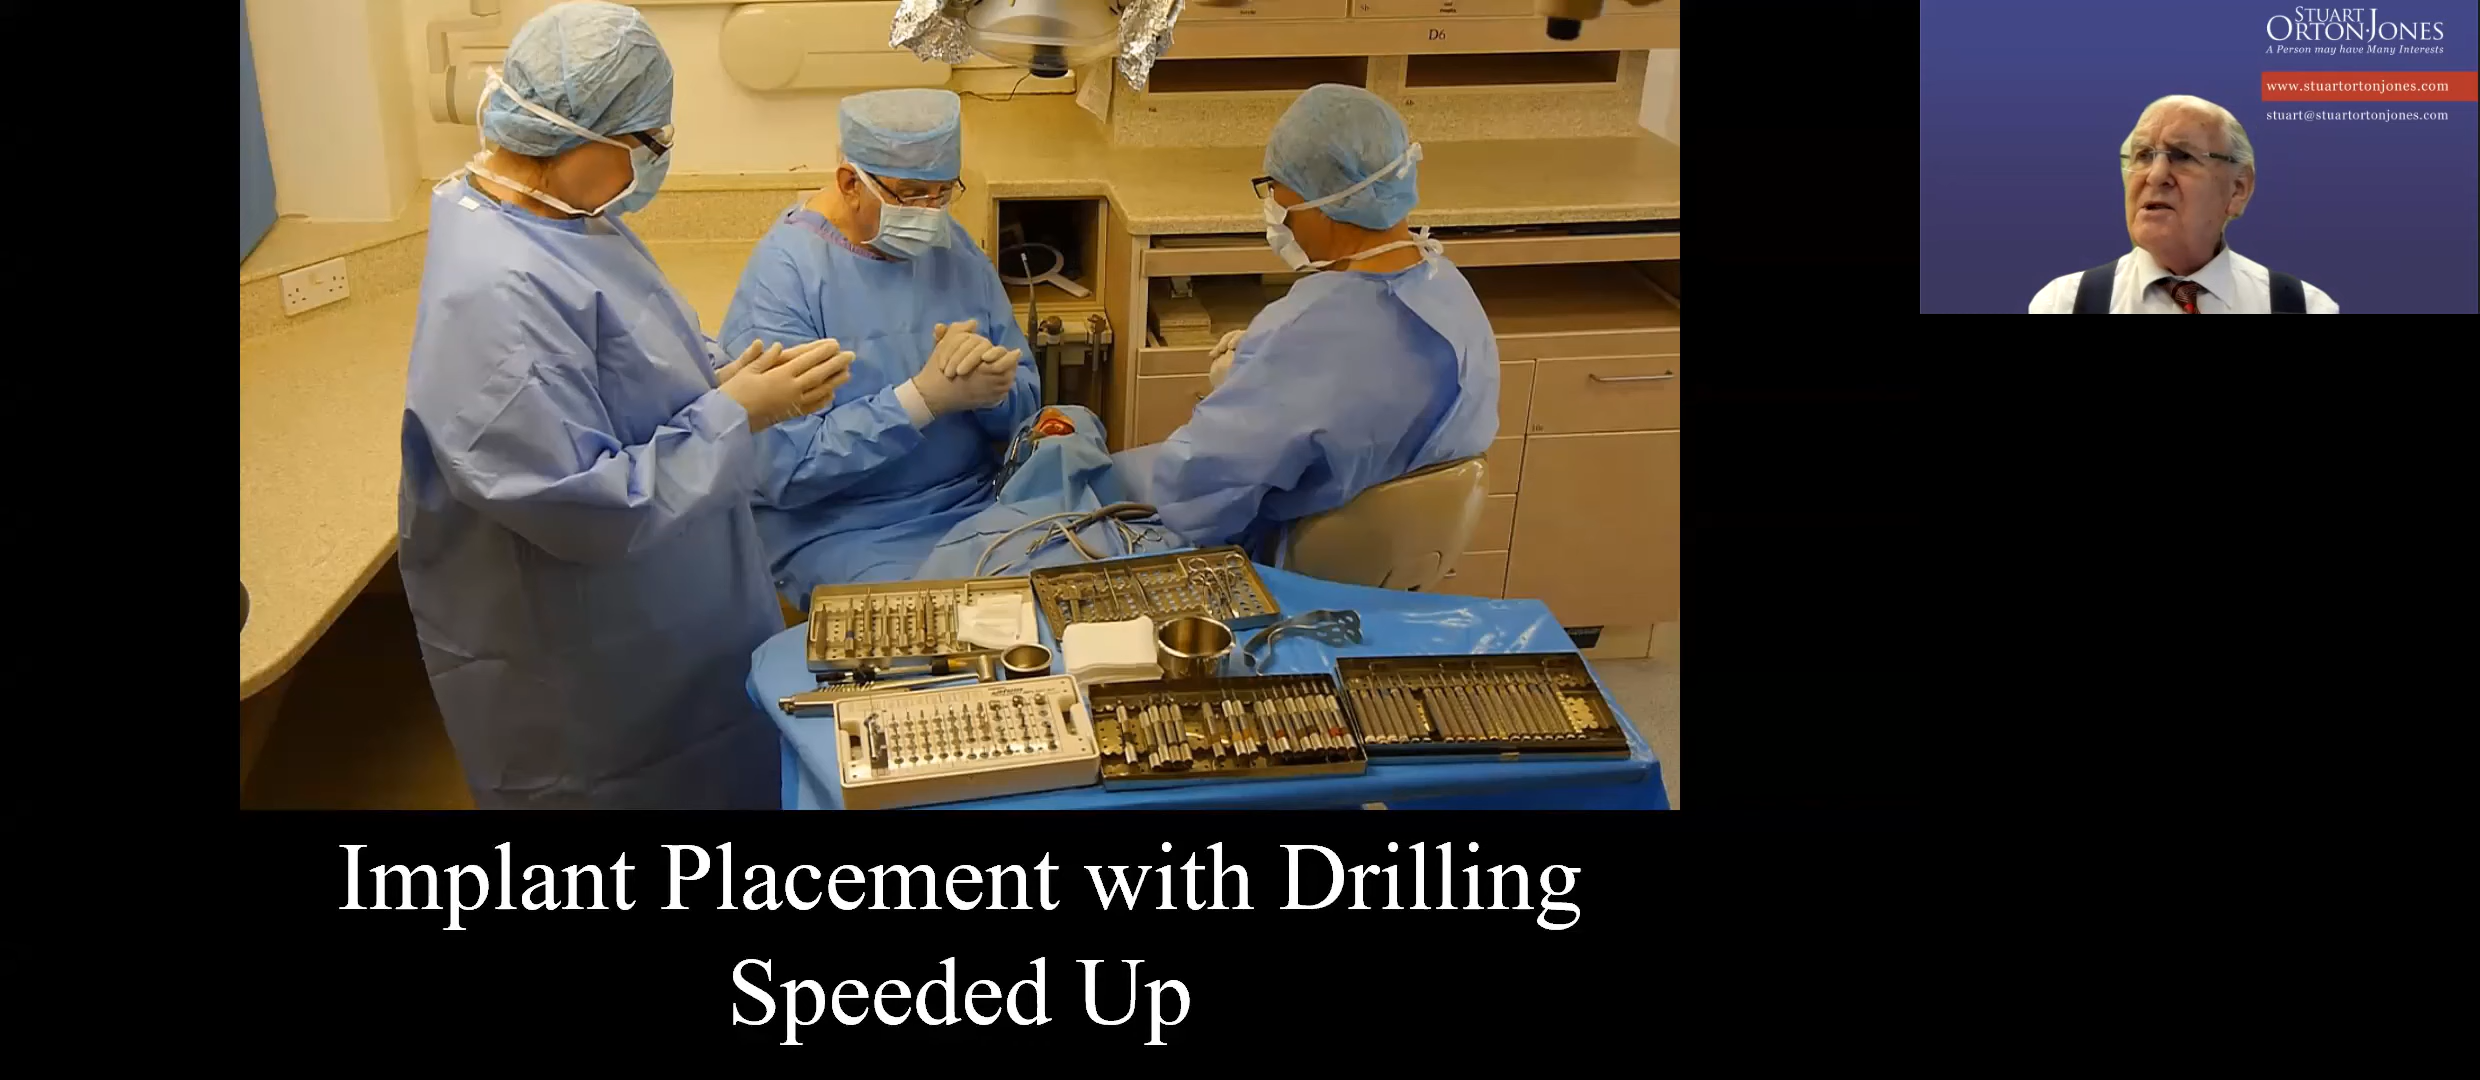 D6
STUART
ORTON-JONES
A Person may have Many Interests
www.stuartortonjones.com
stuart@stuartortonjones.com
Implant Placement with Drilling
Speeded Up